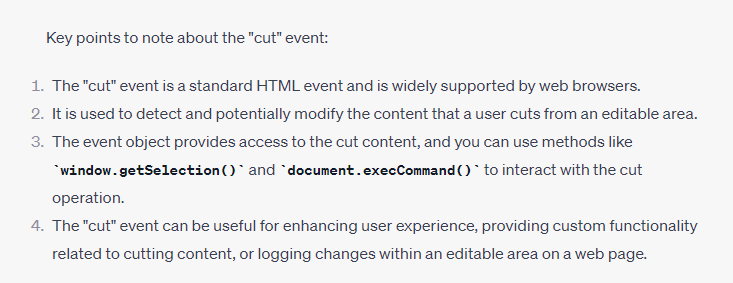 Key points to note about the "cut" event:
1. The "cut" event is a standard HTML event and is widely supported by web browsers.
2. It is used to detect and potentially modify the content that a user cuts from an editable area.
3. The event object provides access to the cut content, and you can use methods like
`window.getSelection()` and `document.execCommand()` to interact with the cut
operation.
4. The "cut" event can be useful for enhancing user experience, providing custom functionality
related to cutting content, or logging changes within an editable area on a web page.